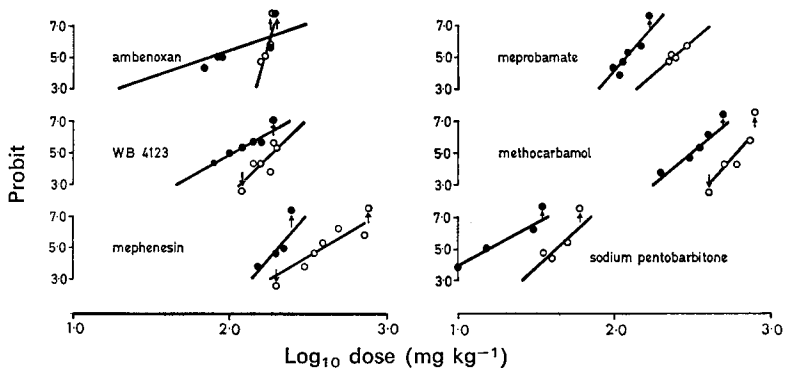 Probit
7·0
5·0
3·0
ambenoxan
7·0
5·0
3·0
WB 4123
7·0
5·0
3·0
mephenesin
1·0 2·0 3·0
7·0
5·0
3·0
meprobamate
7·0
5·0
3·0
methocarbamol
7·0
5·0
3·0
sodium pentobarbitone
1·0 2·0 3·0
Log₁₀ dose (mg kg⁻¹)